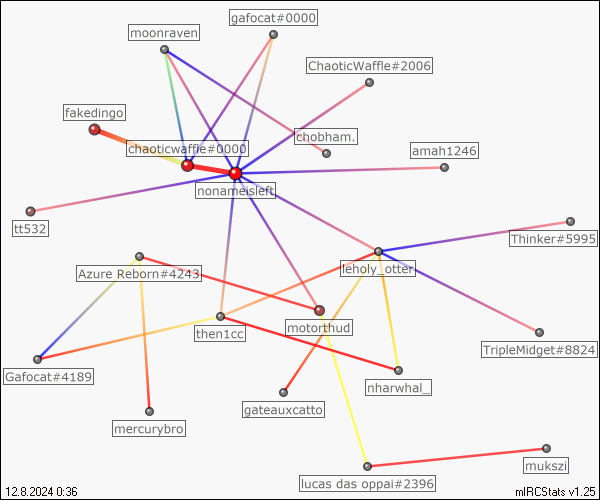 gafocat#0000
moonraven
ChaoticWaffle#2006
fakedingo
chaoticwaffle#0000
chobham.
amah1246
nonameisleft
tt532
Thinker#5995
leholy_otter
Azure Reborn#4243
then1cc
motorthud
TripleMidget#8824
Gafocat#4189
nharwhal_
gateauxcatto
mercurybro
mukszi
lucas das oppai#2396
12.8.2024 0:36
mIRCStats v1.25